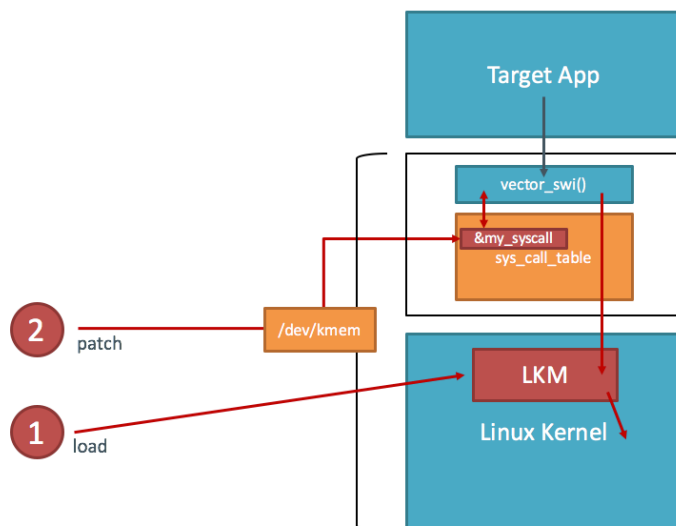 Target App
vector_swi()
&my_syscall
sys_call_table
2
patch
/dev/kmem
LKM
1
load
Linux Kernel